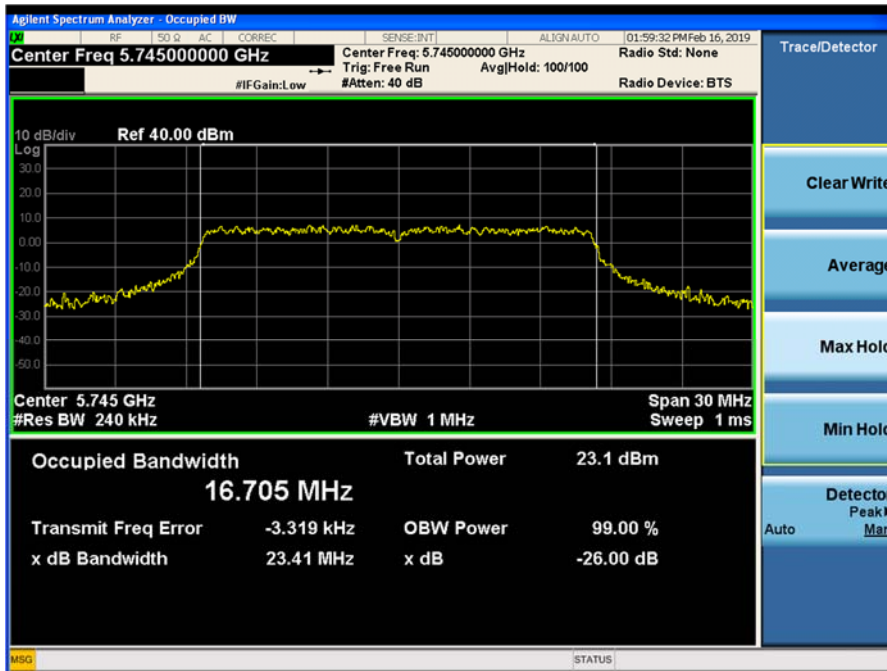 Agilent Spectrum Analyzer - Occupied BW
LXI RF 50 Ω AC CORREC SENSE:INT ALIGN AUTO 01:59:32 PM Feb 16, 2019
Center Freq 5.745000000 GHz
Center Freq: 5.745000000 GHz Radio Std: None
Trig: Free Run Avg|Hold: 100/100
#IFGain:Low #Atten: 40 dB Radio Device: BTS
10 dB/div Ref 40.00 dBm
Log
30.0
20.0
10.0
0.00
-10.0
-20.0
-30.0
-40.0
-50.0
Center 5.745 GHz Span 30 MHz
#Res BW 240 kHz #VBW 1 MHz Sweep 1 ms
Occupied Bandwidth Total Power 23.1 dBm
16.705 MHz
Transmit Freq Error -3.319 kHz OBW Power 99.00 %
x dB Bandwidth 23.41 MHz x dB -26.00 dB
MSG STATUS
Trace/Detector
Clear Write
Average
Max Hold
Min Hold
Detector
Peak
Auto Man